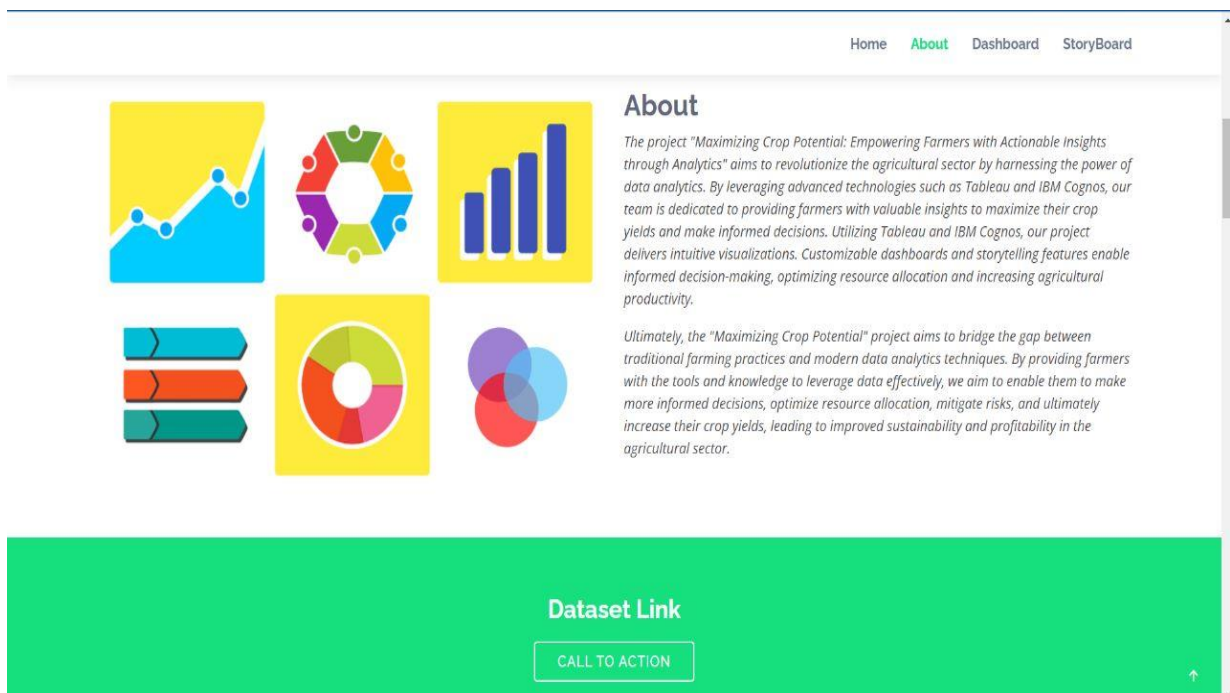 Home About Dashboard StoryBoard
About
The project "Maximizing Crop Potential: Empowering Farmers with Actionable Insights
through Analytics" aims to revolutionize the agricultural sector by harnessing the power of
data analytics. By leveraging advanced technologies such as Tableau and IBM Cognos, our
team is dedicated to providing farmers with valuable insights to maximize their crop
yields and make informed decisions. Utilizing Tableau and IBM Cognos, our project
delivers intuitive visualizations. Customizable dashboards and storytelling features enable
informed decision-making, optimizing resource allocation and increasing agricultural
productivity.
Ultimately, the "Maximizing Crop Potential" project aims to bridge the gap between
traditional farming practices and modern data analytics techniques. By providing farmers
with the tools and knowledge to leverage data effectively, we aim to enable them to make
more informed decisions, optimize resource allocation, mitigate risks, and ultimately
increase their crop yields, leading to improved sustainability and profitability in the
agricultural sector.
Dataset Link
CALL TO ACTION